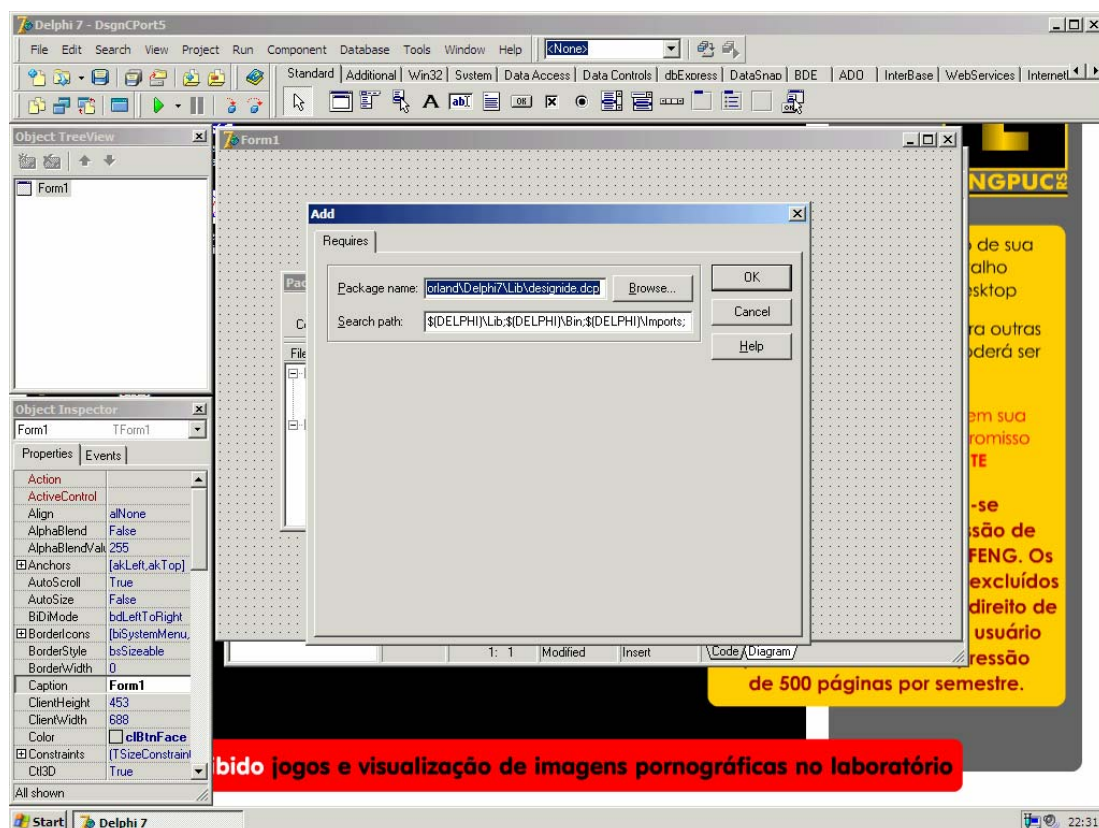 Delphi 7 - DsgnCPort5
File Edit Search View Project Run Component Database Tools Window Help <None>
Standard Additional Win32 System Data Access Data Controls dbExpress DataSnap BDE ADO InterBase WebServices Internet
Object TreeView
Form1
Form1
Add
Requires
Package name: orland\Delphi7\Lib\designide.dcp Browse...
Search path: $(DELPHI)\Lib;$(DELPHI)\Bin;$(DELPHI)\Imports;
OK
Cancel
Help
Pac
File
NGPUCRS
de sua
alho
esktop
ra outras
oderá ser
em sua
romisso
TE
-se
ssão de
FENG. Os
excluídos
direito de
usuário
ressão
de 500 páginas por semestre.
Object Inspector
Form1 TForm1
Properties Events
Action
ActiveControl
Align alNone
AlphaBlend False
AlphaBlendValu 255
Anchors [akLeft,akTop]
AutoScroll True
AutoSize False
BiDiMode bdLeftToRight
BorderIcons [biSystemMenu,
BorderStyle bsSizeable
BorderWidth 0
Caption Form1
ClientHeight 453
ClientWidth 688
Color clBtnFace
Constraints (TSizeConstraint
Ctl3D True
All shown
1: 1 Modified Insert Code Diagram
ibido jogos e visualização de imagens pornográficas no laboratório
Start Delphi 7 22:31